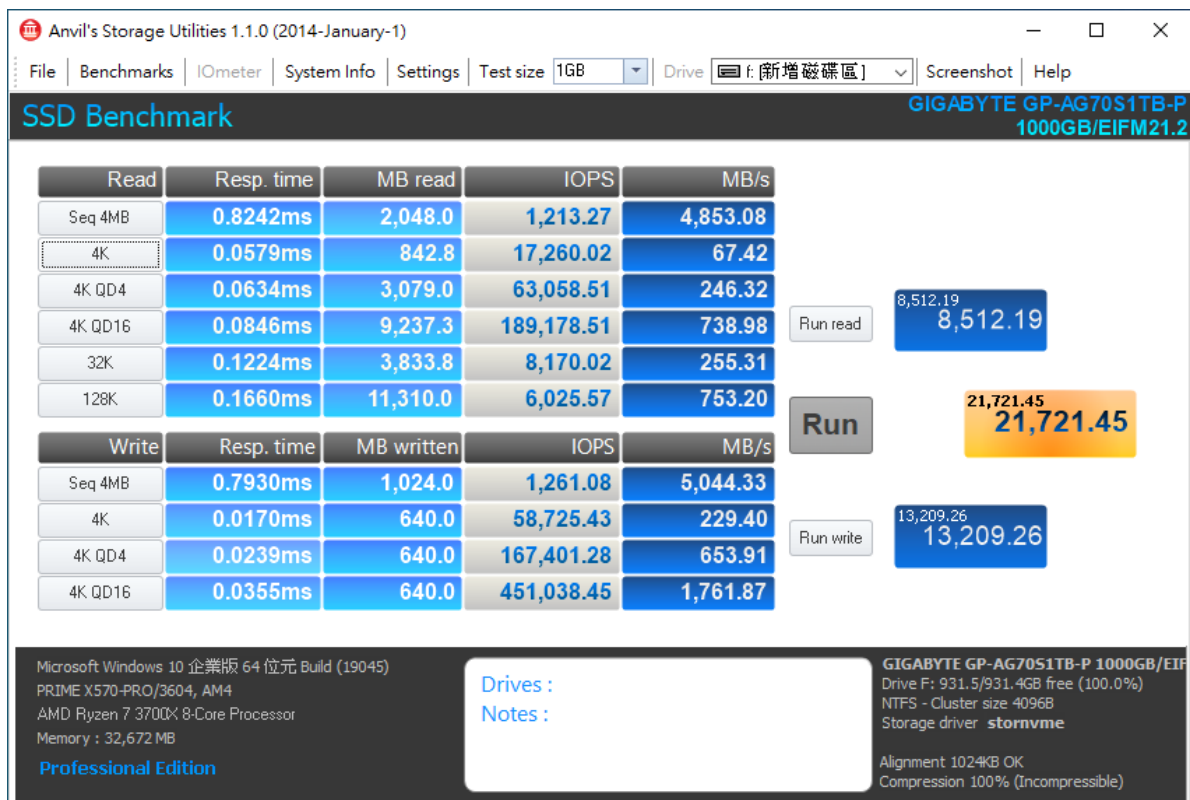 Anvil's Storage Utilities 1.1.0 (2014-January-1)
File Benchmarks IOmeter System Info Settings Test size 1GB Drive f: [新增磁碟區] Screenshot Help
SSD Benchmark
GIGABYTE GP-AG70S1TB-P
1000GB/EIFM21.2
Read Resp. time MB read IOPS MB/s
Seq 4MB 0.8242ms 2,048.0 1,213.27 4,853.08
4K 0.0579ms 842.8 17,260.02 67.42
4K QD4 0.0634ms 3,079.0 63,058.51 246.32
4K QD16 0.0846ms 9,237.3 189,178.51 738.98
32K 0.1224ms 3,833.8 8,170.02 255.31
128K 0.1660ms 11,310.0 6,025.57 753.20
Run read
8,512.19
8,512.19
Run
21,721.45
21,721.45
Write Resp. time MB written IOPS MB/s
Seq 4MB 0.7930ms 1,024.0 1,261.08 5,044.33
4K 0.0170ms 640.0 58,725.43 229.40
4K QD4 0.0239ms 640.0 167,401.28 653.91
4K QD16 0.0355ms 640.0 451,038.45 1,761.87
Run write
13,209.26
13,209.26
Microsoft Windows 10 企業版 64 位元 Build (19045)
PRIME X570-PRO/3604, AM4
AMD Ryzen 7 3700X 8-Core Processor
Memory : 32,672 MB
Professional Edition
Drives :
Notes :
GIGABYTE GP-AG70S1TB-P 1000GB/EIF
Drive F: 931.5/931.4GB free (100.0%)
NTFS - Cluster size 4096B
Storage driver stornvme
Alignment 1024KB OK
Compression 100% (Incompressible)